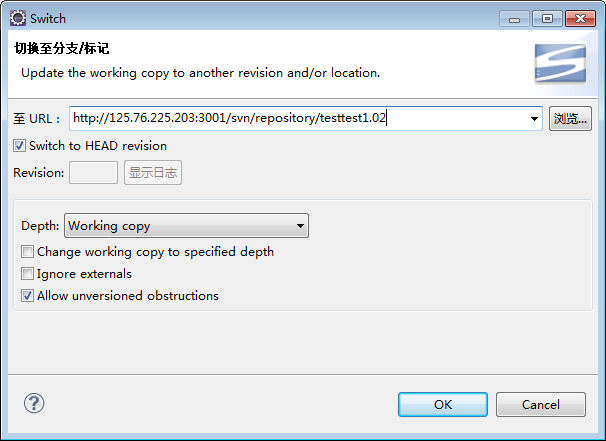 Switch
切换至分支/标记
Update the working copy to another revision and/or location.
至 URL： http://125.76.225.203:3001/svn/repository/testtest1.02 浏览...
Switch to HEAD revision
Revision: 显示日志
Depth: Working copy
Change working copy to specified depth
Ignore externals
Allow unversioned obstructions
? OK Cancel